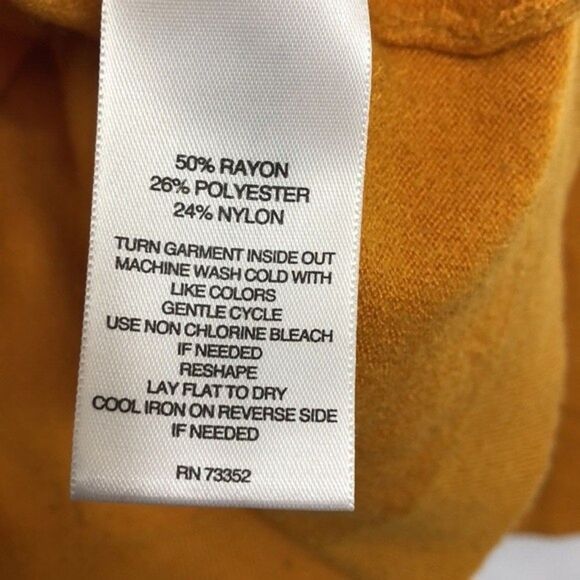 50% RAYON
26% POLYESTER
24% NYLON
TURN GARMENT INSIDE OUT
MACHINE WASH COLD WITH
LIKE COLORS
GENTLE CYCLE
USE NON CHLORINE BLEACH
IF NEEDED
RESHAPE
LAY FLAT TO DRY
COOL IRON ON REVERSE SIDE
IF NEEDED
RN 73352